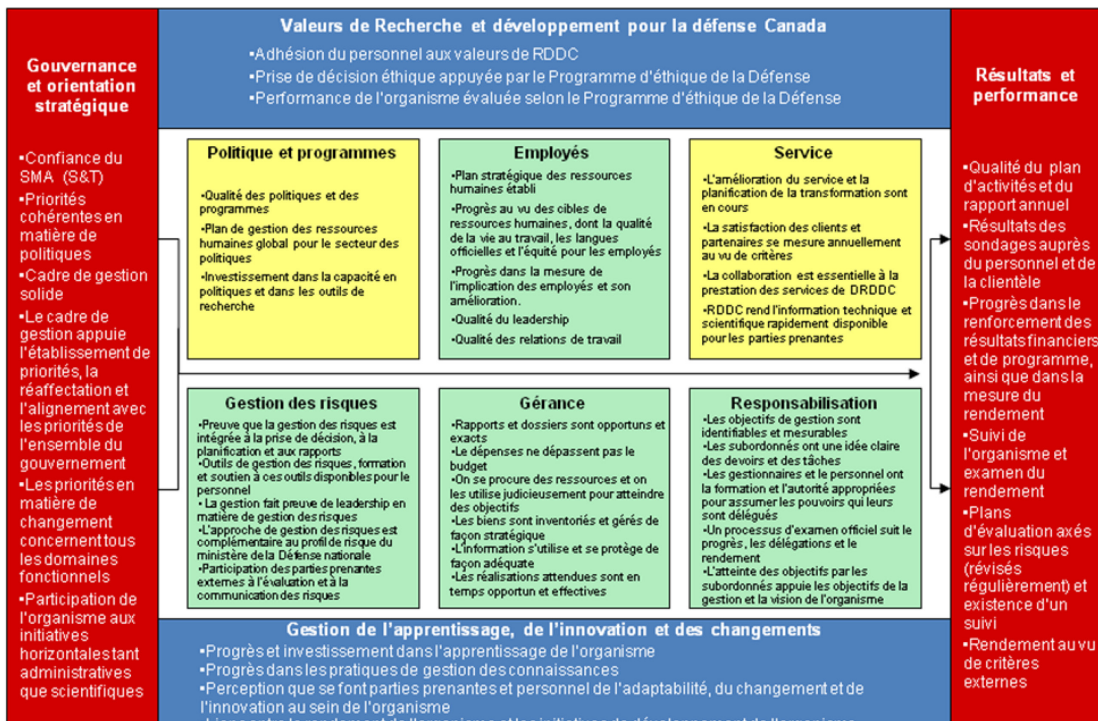 Valeurs de Recherche et développement pour la défense Canada
▪Adhésion du personnel aux valeurs de RDDC
▪Prise de décision éthique appuyée par le Programme d'éthique de la Défense
▪Performance de l'organisme évaluée selon le Programme d'éthique de la Défense
Gouvernance
et orientation
stratégique
▪Confiance du
SMA (S&T)
▪Priorités
cohérentes en
matière de
politiques
▪Cadre de gestion
solide
▪Le cadre de
gestion appuie
l'établissement de
priorités, la
réaffectation et
l'alignement avec
les priorités de
l'ensemble du
gouvernement
▪Les priorités en
matière de
changement
concernent tous
les domaines
fonctionnels
▪Participation de
l'organisme aux
initiatives
horizontales tant
administratives
que scientifiques
Politique et programmes
▪Qualité des politiques et des
programmes
▪Plan de gestion des ressources
humaines global pour le secteur des
politiques
▪Investissement dans la capacité en
politiques et dans les outils de
recherche
Employés
▪Plan stratégique des ressources
humaines établi
▪Progrès au vu des cibles de
ressources humaines, dont la qualité
de la vie au travail, les langues
officielles et l'équité pour les employés
▪Progrès dans la mesure de
l'implication des employés et son
amélioration.
▪Qualité du leadership
▪Qualité des relations de travail
Service
▪L'amélioration du service et la
planification de la transformation sont
en cours
▪La satisfaction des clients et
partenaires se mesure annuellement
au vu de critères
▪La collaboration est essentielle à la
prestation des services de DRDDC
▪RDDC rend l'information technique et
scientifique rapidement disponible
pour les parties prenantes
Gestion des risques
▪Preuve que la gestion des risques est
intégrée à la prise de décision, à la
planification et aux rapports
▪Outils de gestion des risques, formation
et soutien à ces outils disponibles pour le
personnel
▪ La gestion fait preuve de leadership en
matière de gestion des risques
▪L'approche de gestion des risques est
complémentaire au profil de risque du
ministère de la Défense nationale
▪Participation des parties prenantes
externes à l'évaluation et à la
communication des risques
Gérance
▪Rapports et dossiers sont opportuns et
exacts
▪Le dépenses ne dépassent pas le
budget
▪On se procure des ressources et on
les utilise judicieusement pour atteindre
des objectifs
▪Les biens sont inventoriés et gérés de
façon stratégique
▪L'information s'utilise et se protège de
façon adéquate
▪Les réalisations attendues sont en
temps opportun et effectives
Responsabilisation
▪Les objectifs de gestion sont
identifiables et mesurables
▪Les subordonnés ont une idée claire
des devoirs et des tâches
▪Les gestionnaires et le personnel ont
la formation et l'autorité appropriées
pour assumer les pouvoirs qui leurs
sont délégués
▪Un processus d'examen officiel suit le
progrès, les délégations et le
rendement
▪L'atteinte des objectifs par les
subordonnés appuie les objectifs de la
gestion et la vision de l'organisme
Résultats et
performance
▪Qualité du plan
d'activités et du
rapport annuel
▪Résultats des
sondages auprès
du personnel et de
la clientèle
▪Progrès dans le
renforcement des
résultats financiers
et de programme,
ainsi que dans la
mesure du
rendement
▪Suivi de
l'organisme et
examen du
rendement
▪Plans
d'évaluation axés
sur les risques
(révisés
régulièrement) et
existence d'un
suivi
▪Rendement au vu
de critères
externes
Gestion de l'apprentissage, de l'innovation et des changements
▪Progrès et investissement dans l'apprentissage de l'organisme
▪Progrès dans les pratiques de gestion des connaissances
▪Perception que se font parties prenantes et personnel de l'adaptabilité, du changement et de
l'innovation au sein de l'organisme